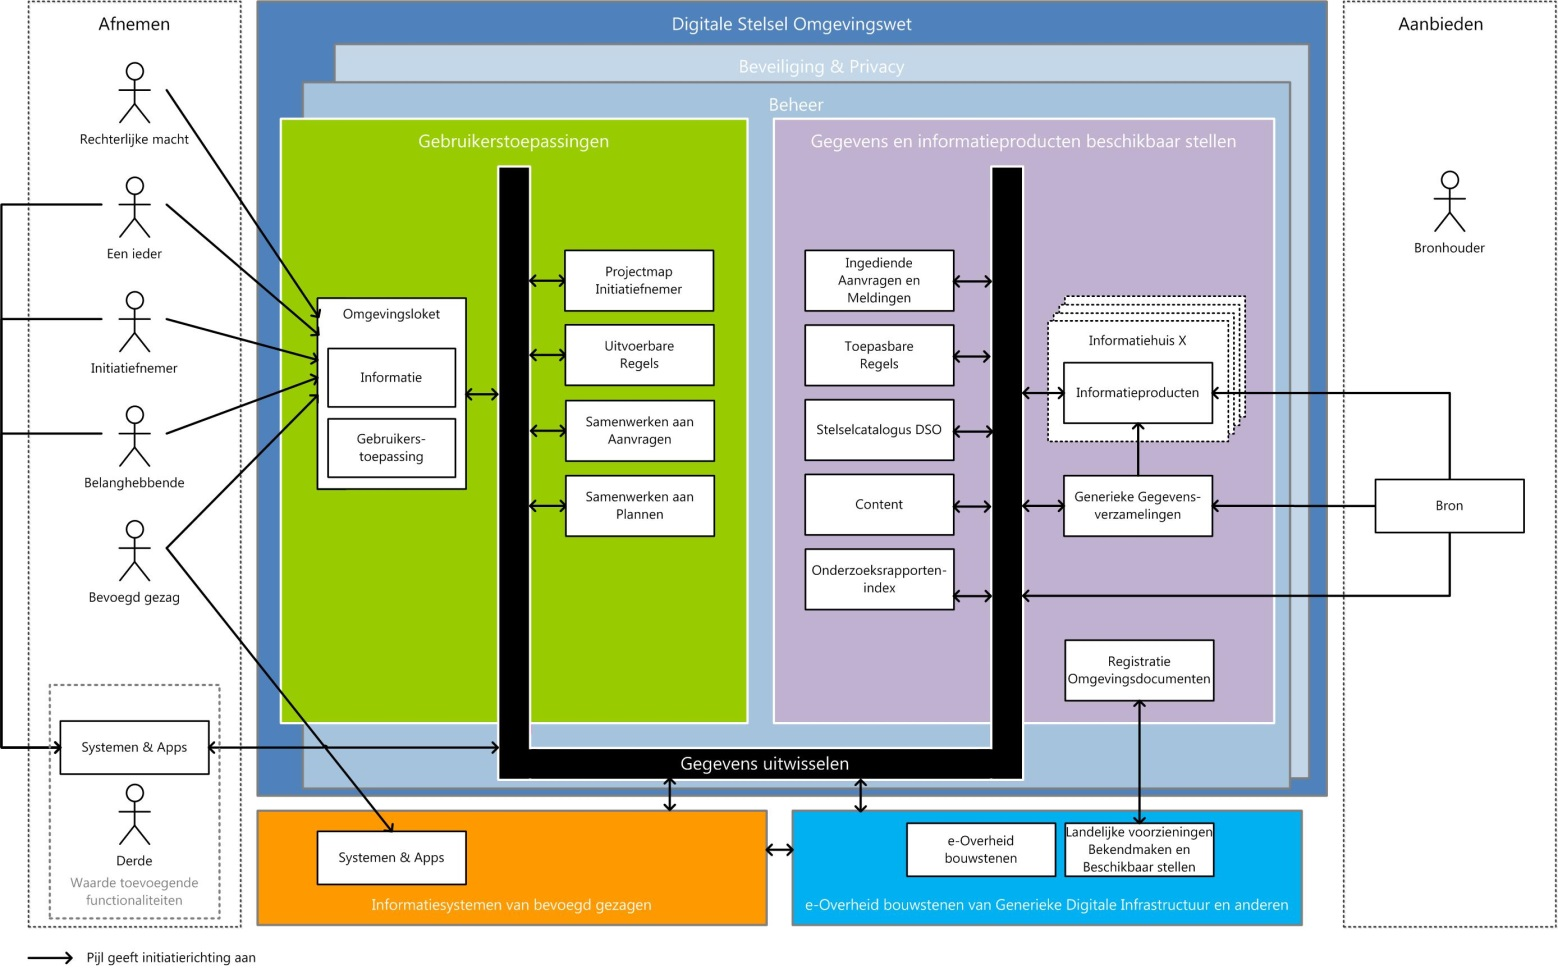 Afnemen
Digitale Stelsel Omgevingswet
Aanbieden
Beveiliging & Privacy
Beheer
Rechterlijke macht
Een ieder
Initiatiefnemer
Belanghebbende
Bevoegd gezag
Systemen & Apps
Derde
Waarde toevoegende
functionaliteiten
Gebruikerstoepassingen
Omgevingsloket
Informatie
Gebruikers-
toepassing
Projectmap
Initiatiefnemer
Uitvoerbare
Regels
Samenwerken aan
Aanvragen
Samenwerken aan
Plannen
Gegevens en informatieproducten beschikbaar stellen
Ingediende
Aanvragen en
Meldingen
Toepasbare
Regels
Stelselcatalogus DSO
Content
Onderzoeksrapporten-
index
Informatiehuis X
Informatieproducten
Generieke Gegevens-
verzamelingen
Registratie
Omgevingsdocumenten
Bronhouder
Bron
Gegevens uitwisselen
Systemen & Apps
Informatiesystemen van bevoegd gezagen
e-Overheid
bouwstenen
Landelijke voorzieningen
Bekendmaken en
Beschikbaar stellen
e-Overheid bouwstenen van Generieke Digitale Infrastructuur en anderen
Pijl geeft initiatierichting aan